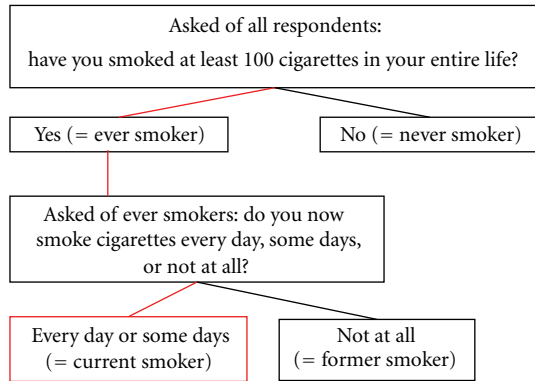 Asked of all respondents:
have you smoked at least 100 cigarettes in your entire life?
Yes (= ever smoker)
No (= never smoker)
Asked of ever smokers: do you now
smoke cigarettes every day, some days,
or not at all?
Every day or some days
(= current smoker)
Not at all
(= former smoker)